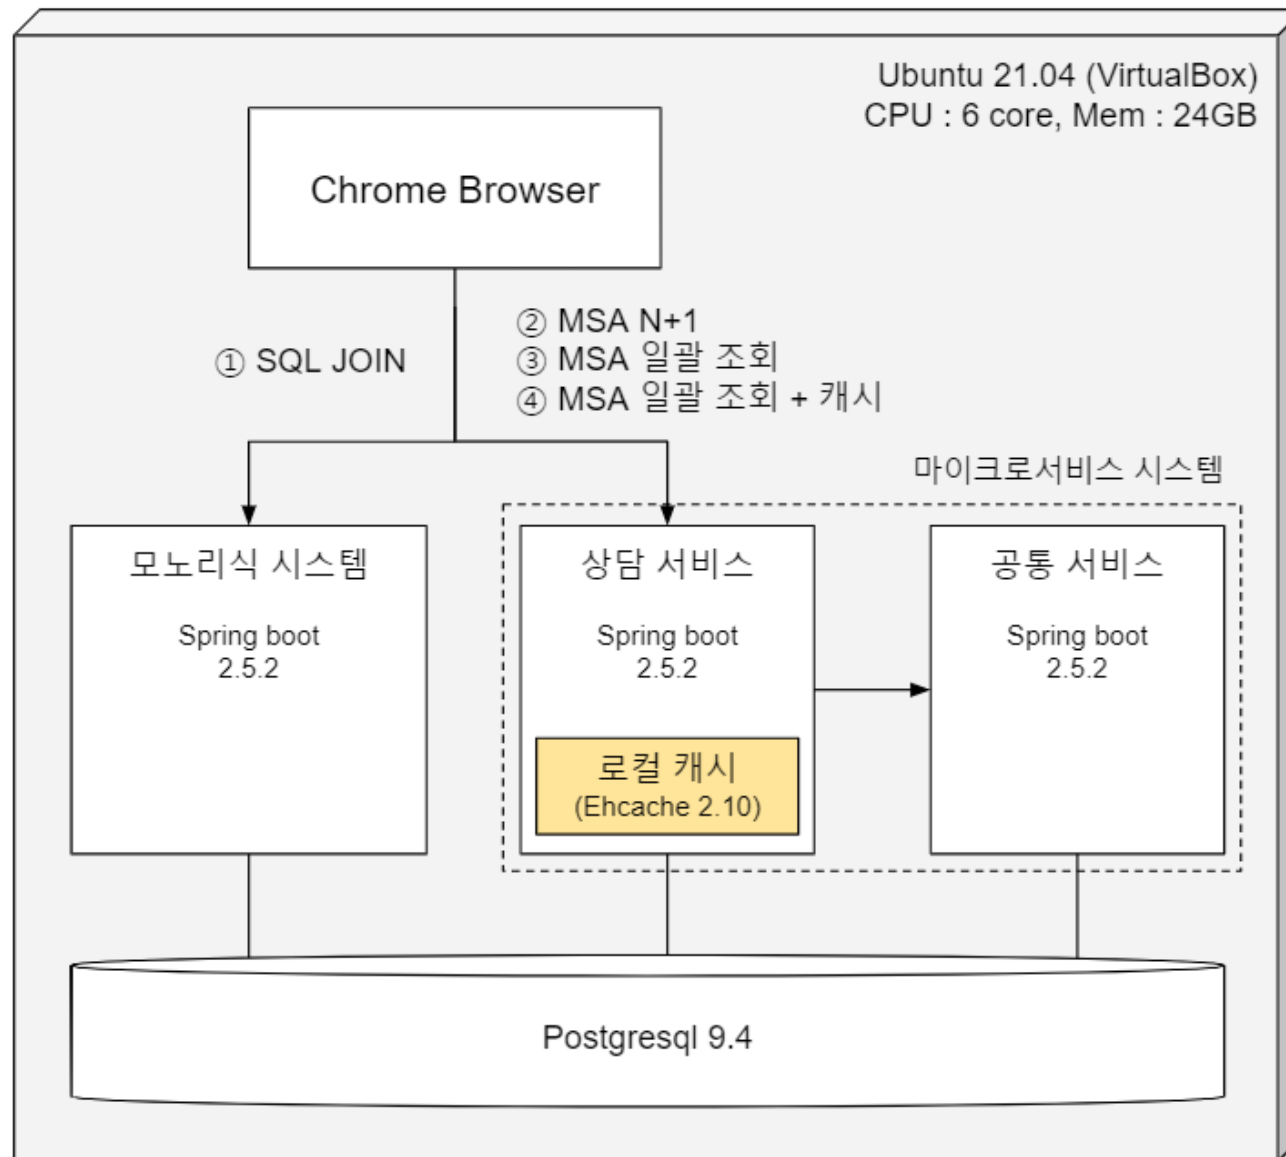 Ubuntu 21.04 (VirtualBox)
CPU : 6 core, Mem : 24GB
Chrome Browser
① SQL JOIN
② MSA N+1
③ MSA 일괄 조회
④ MSA 일괄 조회 + 캐시
마이크로서비스 시스템
모노리식 시스템
Spring boot
2.5.2
상담 서비스
Spring boot
2.5.2
로컬 캐시
(Ehcache 2.10)
공통 서비스
Spring boot
2.5.2
Postgresql 9.4